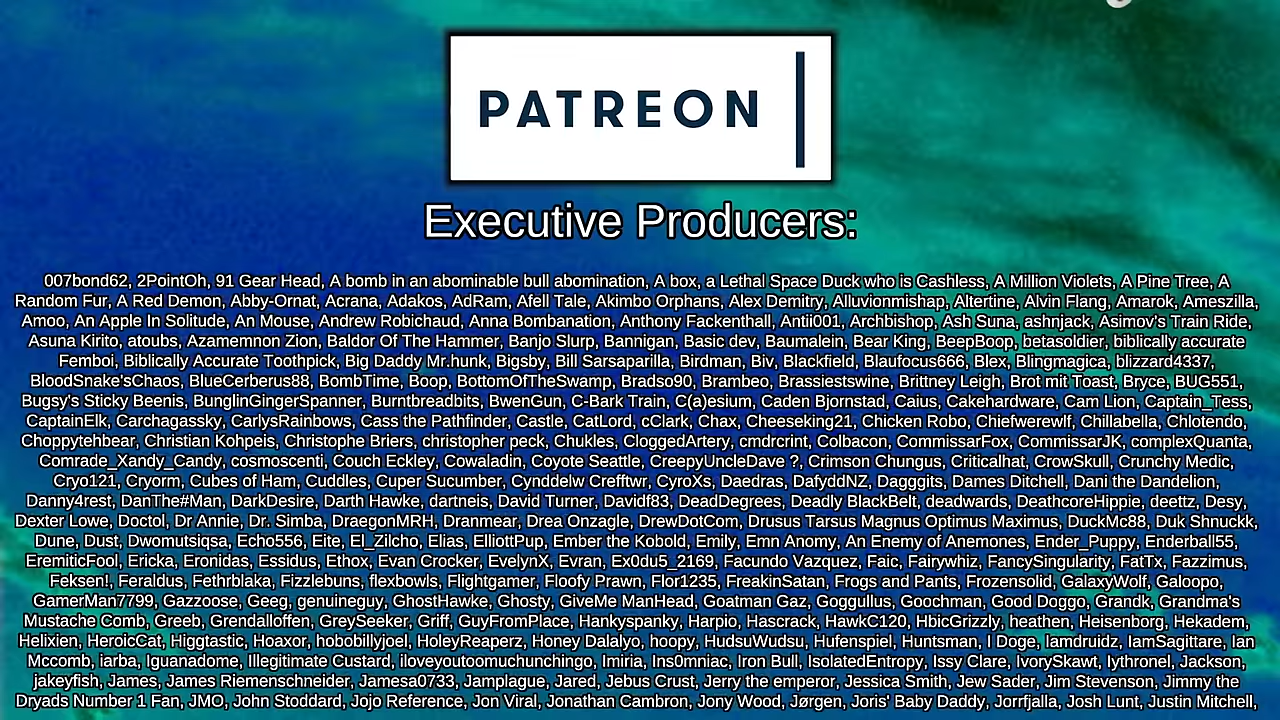 PATREON
Executive Producers:
007bond62, 2PointOh, 91 Gear Head, A bomb in an abominable bull abomination, A box, a Lethal Space Duck who is Cashless, A Million Violets, A Pine Tree, A
Random Fur, A Red Demon, Abby-Ornat, Acrana, Adakos, AdRam, Afell Tale, Akimbo Orphans, Alex Demitry, Alluvionmishap, Altertine, Alvin Flang, Amarok, Ameszilla,
Amoo, An Apple In Solitude, An Mouse, Andrew Robichaud, Anna Bombanation, Anthony Fackenthall, Antii001, Archbishop, Ash Suna, ashnjack, Asimov's Train Ride,
Asuna Kirito, atoubs, Azamemnon Zion, Baldor Of The Hammer, Banjo Slurp, Bannigan, Basic dev, Baumalein, Bear King, BeepBoop, betasoldier, biblically accurate
Femboi, Biblically Accurate Toothpick, Big Daddy Mr.hunk, Bigsby, Bill Sarsaparilla, Birdman, Biv, Blackfield, Blaufocus666, Blex, Blingmagica, blizzard4337,
BloodSnake'sChaos, BlueCerberus88, BombTime, Boop, BottomOfTheSwamp, Bradso90, Brambeo, Brassiestswine, Brittney Leigh, Brot mit Toast, Bryce, BUG551,
Bugsy's Sticky Beenis, BunglinGingerSpanner, Burntbreadbits, BwenGun, C-Bark Train, C(a)esium, Caden Bjornstad, Caius, Cakehardware, Cam Lion, Captain_Tess,
CaptainElk, Carchagassky, CarlysRainbows, Cass the Pathfinder, Castle, CatLord, cClark, Chax, Cheeseking21, Chicken Robo, Chiefwerewlf, Chillabella, Chlotendo,
Choppytehbear, Christian Kohpeis, Christophe Briers, christopher peck, Chukles, CloggedArtery, cmdrcrint, Colbacon, CommissarFox, CommissarJK, complexQuanta,
Comrade_Xandy_Candy, cosmoscenti, Couch Eckley, Cowaladin, Coyote Seattle, CreepyUncleDave ?, Crimson Chungus, Criticalhat, CrowSkull, Crunchy Medic,
Cryo121, Cryorm, Cubes of Ham, Cuddles, Cuper Sucumber, Cynddelw Crefftwr, CyroXs, Daedras, DafyddNZ, Dagggits, Dames Ditchell, Dani the Dandelion,
Danny4rest, DanThe#Man, DarkDesire, Darth Hawke, dartneis, David Turner, Davidf83, DeadDegrees, Deadly BlackBelt, deadwards, DeathcoreHippie, deettz, Desy,
Dexter Lowe, Doctol, Dr Annie, Dr. Simba, DraegonMRH, Dranmear, Drea Onzagle, DrewDotCom, Drusus Tarsus Magnus Optimus Maximus, DuckMc88, Duk Shnuckk,
Dune, Dust, Dwomutsiqsa, Echo556, Eite, El_Zilcho, Elias, ElliottPup, Ember the Kobold, Emily, Emn Anomy, An Enemy of Anemones, Ender_Puppy, Enderball55,
EremiticFool, Ericka, Eronidas, Essidus, Ethox, Evan Crocker, EvelynX, Evran, Ex0du5_2169, Facundo Vazquez, Faic, Fairywhiz, FancySingularity, FatTx, Fazzimus,
Feksen!, Feraldus, Fethrblaka, Fizzlebuns, flexbowls, Flightgamer, Floofy Prawn, Flor1235, FreakinSatan, Frogs and Pants, Frozensolid, GalaxyWolf, Galoopo,
GamerMan7799, Gazzoose, Geeg, genuineguy, GhostHawke, Ghosty, GiveMe ManHead, Goatman Gaz, Goggullus, Goochman, Good Doggo, Grandk, Grandma's
Mustache Comb, Greeb, Grendalloffen, GreySeeker, Griff, GuyFromPlace, Hankyspanky, Harpio, Hascrack, HawkC120, HbicGrizzly, heathen, Heisenborg, Hekadem,
Helixien, HeroicCat, Higgtastic, Hoaxor, hobobillyjoel, HoleyReaperz, Honey Dalalyo, hoopy, HudsuWudsu, Hufenspiel, Huntsman, I Doge, Iamdruidz, IamSagittare, Ian
Mccomb, iarba, Iguanadome, Illegitimate Custard, iloveyoutoomuchunchingo, Imiria, Ins0mniac, Iron Bull, IsolatedEntropy, Issy Clare, IvorySkawt, Iythronel, Jackson,
jakeyfish, James, James Riemenschneider, Jamesa0733, Jamplague, Jared, Jebus Crust, Jerry the emperor, Jessica Smith, Jew Sader, Jim Stevenson, Jimmy the
Dryads Number 1 Fan, JMO, John Stoddard, Jojo Reference, Jon Viral, Jonathan Cambron, Jony Wood, Jørgen, Joris' Baby Daddy, Jorrfjalla, Josh Lunt, Justin Mitchell,